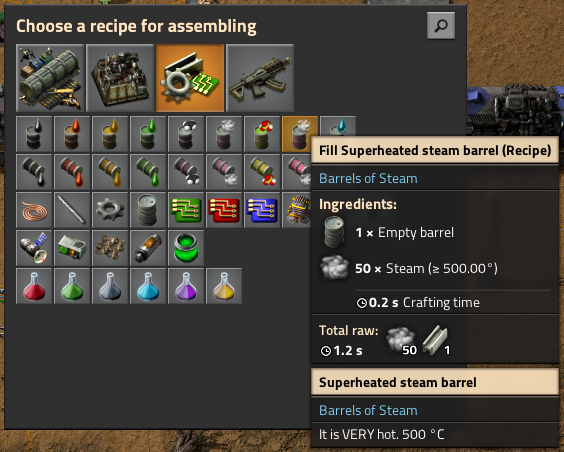 Choose a recipe for assembling
Fill Superheated steam barrel (Recipe)
Barrels of Steam
Ingredients:
1 × Empty barrel
50 × Steam (≥ 500.00°)
0.2 s Crafting time
Total raw:
1.2 s 50 1
Superheated steam barrel
Barrels of Steam
It is VERY hot. 500 °C